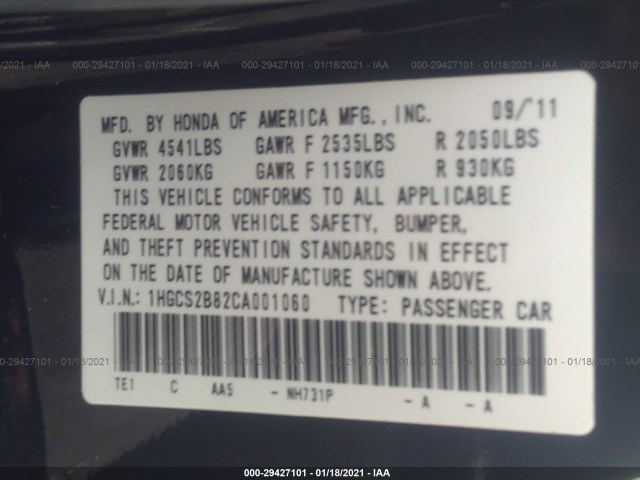 000-29427101 - 01/18/2021 - IAA
MFD. BY HONDA OF AMERICA MFG., INC. 09/'11
GVWR 4541LBS GAWR F 2535LBS R 2050LBS
GVWR 2060KG GAWR F 1150KG R 930KG
THIS VEHICLE CONFORMS TO ALL APPLICABLE
FEDERAL MOTOR VEHICLE SAFETY, BUMPER,
AND THEFT PREVENTION STANDARDS IN EFFECT
ON THE DATE OF MANUFACTURE SHOWN ABOVE.
V.I.N.: 1HGCS2B82CA001060 TYPE: PASSENGER CAR
TE1 C AA5 - NH731P - A - A
000-29427101 - 01/18/2021 - IAA